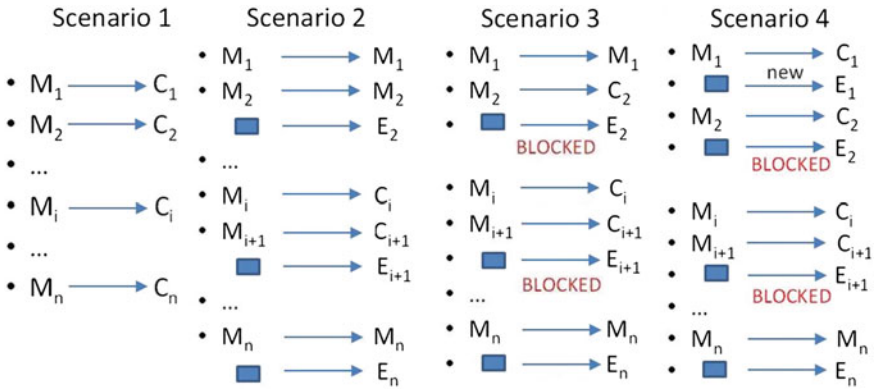 Scenario 1
• M₁ → C₁
• M₂ → C₂
• ...
• Mᵢ → Cᵢ
• ...
• Mₙ → Cₙ
Scenario 2
• M₁ → M₁
• M₂ → M₂
→ E₂
• ...
• Mᵢ → Cᵢ
• Mᵢ₊₁ → Cᵢ₊₁
→ Eᵢ₊₁
• ...
• Mₙ → Mₙ
→ Eₙ
Scenario 3
• M₁ → M₁
• M₂ → C₂
• → E₂
BLOCKED
• Mᵢ → Cᵢ
• Mᵢ₊₁ → Cᵢ₊₁
• → Eᵢ₊₁
BLOCKED
• ...
• Mₙ → Mₙ
• → Eₙ
Scenario 4
• M₁ → C₁
new
• → E₁
• M₂ → C₂
• → E₂
BLOCKED
• Mᵢ → Cᵢ
• Mᵢ₊₁ → Cᵢ₊₁
• → Eᵢ₊₁
BLOCKED
• ...
• Mₙ → Mₙ
• → Eₙ